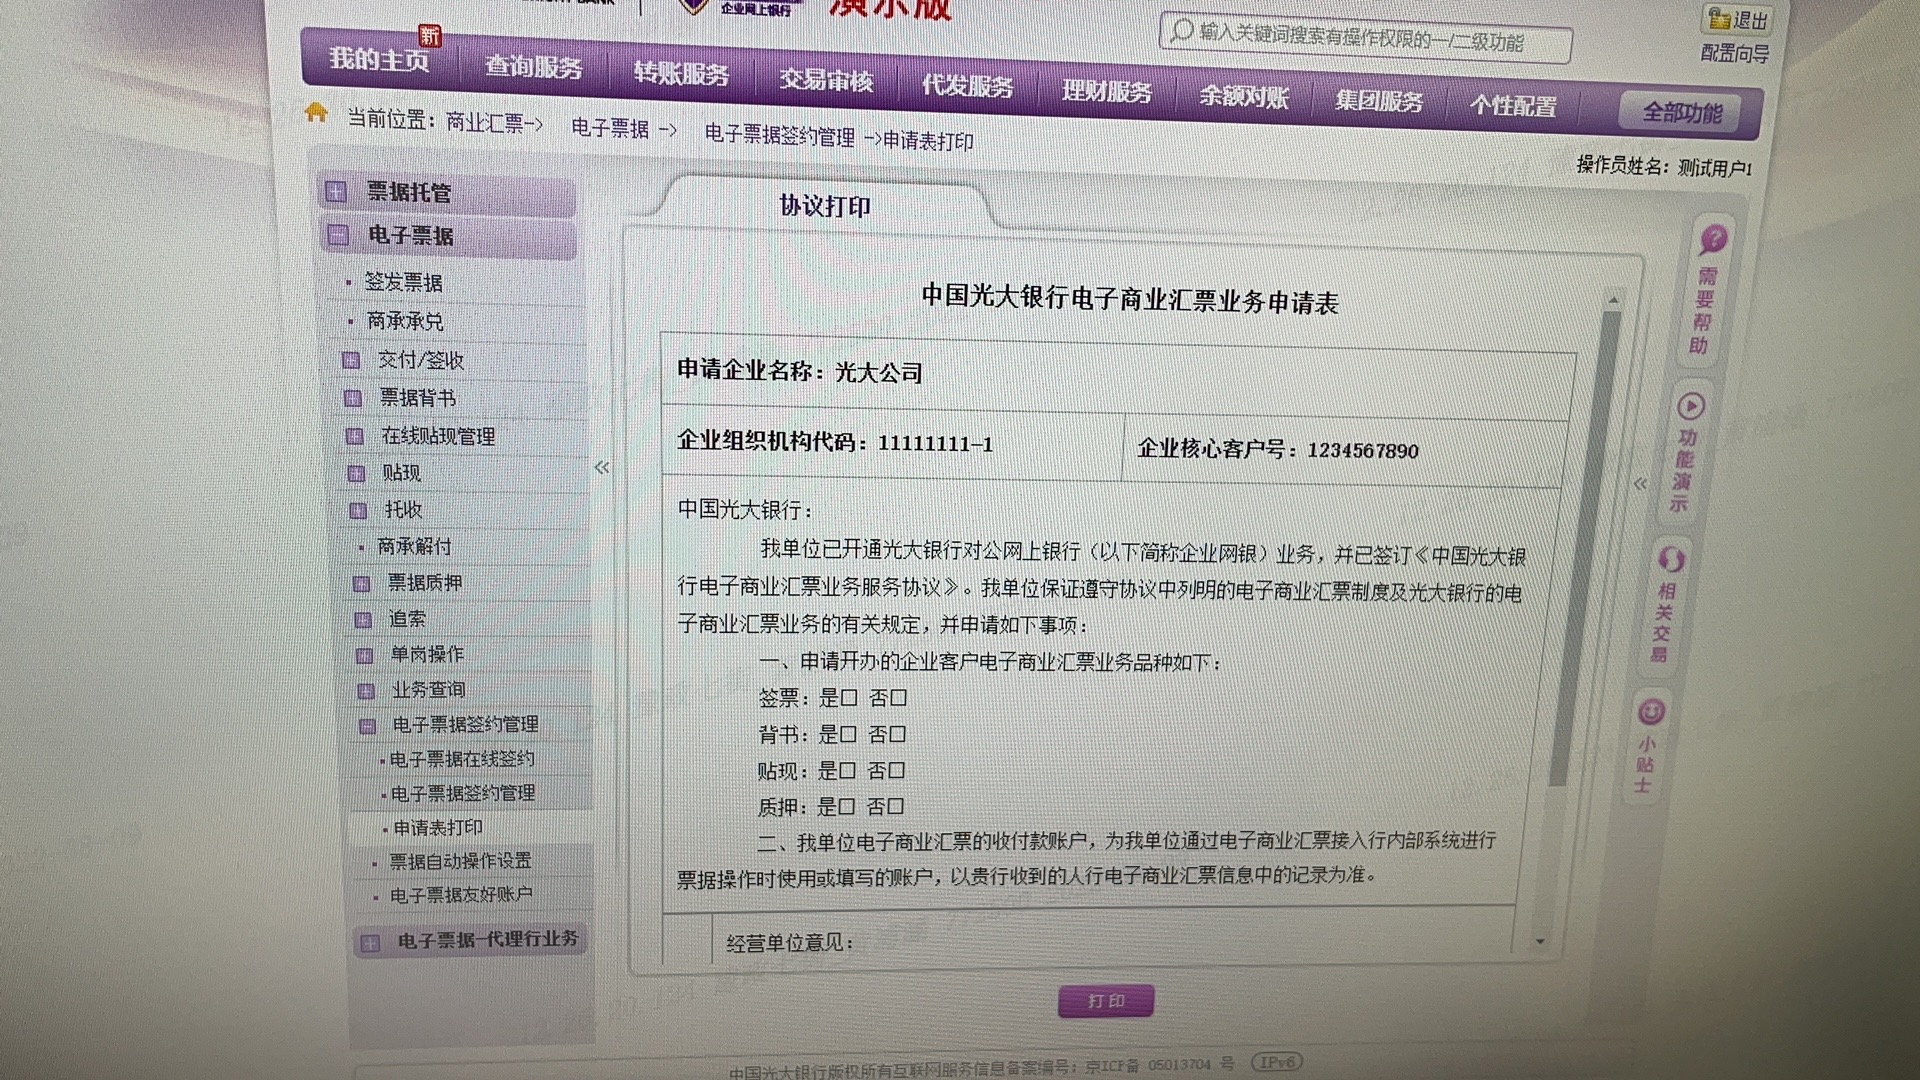 企业网上银行
演示版
输入关键词搜索有操作权限的一/二级功能
退出
配置向导
新
我的主页 查询服务 转账服务 交易审核 代发服务 理财服务 余额对账 集团服务 个性配置 全部功能
当前位置：商业汇票-> 电子票据 -> 电子票据签约管理 ->申请表打印
操作员姓名：测试用户1
票据托管
电子票据
签发票据
商承承兑
交付/签收
票据背书
在线贴现管理
贴现
托收
商承解付
票据质押
追索
单岗操作
业务查询
电子票据签约管理
电子票据在线签约
电子票据签约管理
申请表打印
票据自动操作设置
电子票据友好账户
电子票据-代理行业务
协议打印
中国光大银行电子商业汇票业务申请表
申请企业名称：光大公司
企业组织机构代码：11111111-1 企业核心客户号：1234567890
中国光大银行：
我单位已开通光大银行对公网上银行（以下简称企业网银）业务，并已签订《中国光大银
行电子商业汇票业务服务协议》。我单位保证遵守协议中列明的电子商业汇票制度及光大银行的电
子商业汇票业务的有关规定，并申请如下事项：
一、申请开办的企业客户电子商业汇票业务品种如下：
签票：是□ 否□
背书：是□ 否□
贴现：是□ 否□
质押：是□ 否□
二、我单位电子商业汇票的收付款账户，为我单位通过电子商业汇票接入行内部系统进行
票据操作时使用或填写的账户，以贵行收到的人行电子商业汇票信息中的记录为准。
经营单位意见：
打印
需要帮助
功能演示
相关交易
小贴士
中国光大银行版权所有互联网服务信息备案编号：京ICP备 05013704 号 IPv6